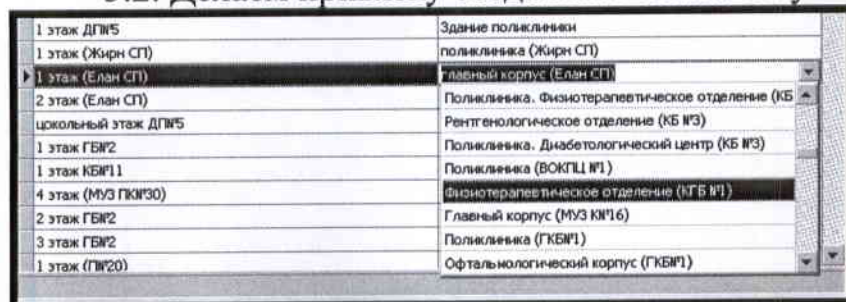 1 этаж ДП№5 Здание поликлиники
1 этаж (Жирн СП) поликлиника (Жирн СП)
1 этаж (Елан СП) главный корпус (Елан СП)
2 этаж (Елан СП) Поликлиника. Физиотерапевтическое отделение (КБ
цокольный этаж ДП№5 Рентгенологическое отделение (КБ №3)
1 этаж ГБ№2 Поликлиника. Диабетологический центр (КБ №3)
1 этаж КБ№11 Поликлиника (ВОКПЦ №1)
4 этаж (МУЗ ПК№30) Физиотерапевтическое отделение (КГБ №1)
2 этаж ГБ№2 Главный корпус (МУЗ КN°16)
3 этаж ГБ№2 Поликлиника (ГКБ№1)
1 этаж (ГП№20) Офтальмологический корпус (ГКБ№1)